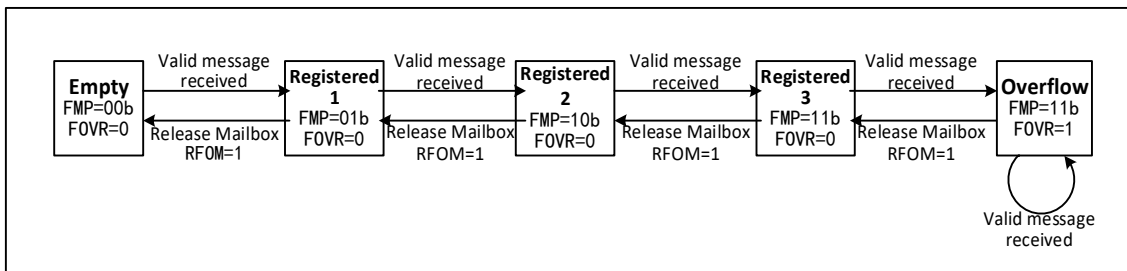 Empty
FMP=00b
FOVR=0
Valid message
received
Release Mailbox
RFOM=1
Registered
1
FMP=01b
FOVR=0
Valid message
received
Release Mailbox
RFOM=1
Registered
2
FMP=10b
FOVR=0
Valid message
received
Release Mailbox
RFOM=1
Registered
3
FMP=11b
FOVR=0
Valid message
received
Release Mailbox
RFOM=1
Overflow
FMP=11b
FOVR=1
Valid message
received